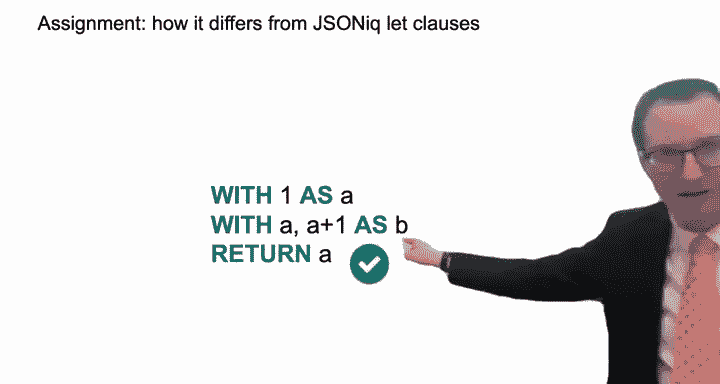 Assignment: how it differs from JSONiq let clauses
WITH 1 AS a
WITH a, a+1 AS b
RETURN a